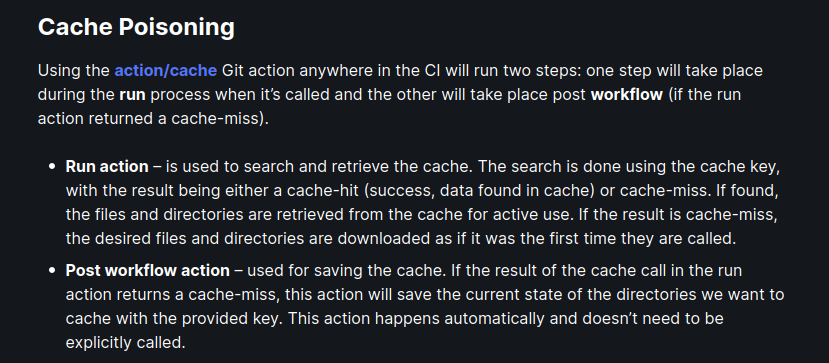 Cache Poisoning
Using the action/cache Git action anywhere in the CI will run two steps: one step will take place
during the run process when it’s called and the other will take place post workflow (if the run
action returned a cache-miss).
• Run action – is used to search and retrieve the cache. The search is done using the cache key,
with the result being either a cache-hit (success, data found in cache) or cache-miss. If found,
the files and directories are retrieved from the cache for active use. If the result is cache-miss,
the desired files and directories are downloaded as if it was the first time they are called.
• Post workflow action – used for saving the cache. If the result of the cache call in the run
action returns a cache-miss, this action will save the current state of the directories we want to
cache with the provided key. This action happens automatically and doesn’t need to be
explicitly called.